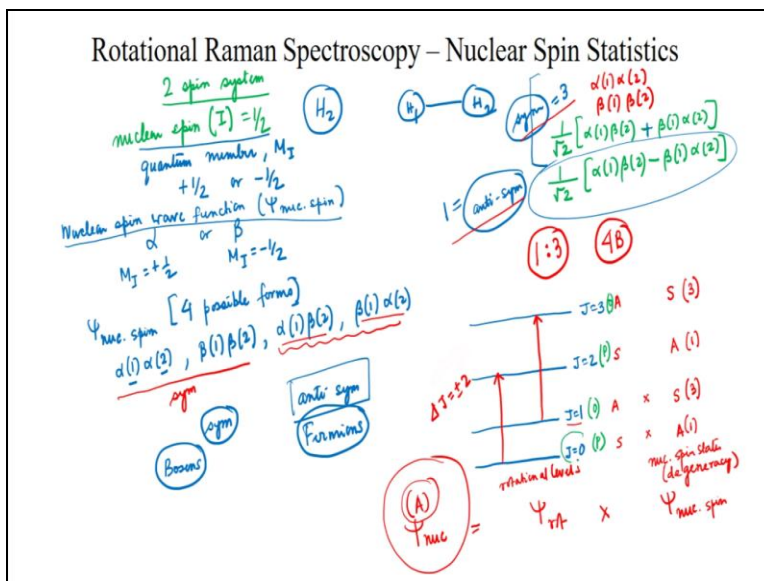 Rotational Raman Spectroscopy – Nuclear Spin Statistics
2 spin system
nuclear spin (I) = 1/2
quantum number, M_I
+1/2 or -1/2
Nuclear spin wave function (Ψnuc. spin)
α or β
M_I = +1/2 M_I = -1/2
Ψnuc. spin [4 possible forms]
α(1)α(2), β(1)β(2), α(1)β(2), β(1)α(2)
sym
sym
anti sym
Bosons
Fermions
H₂
H₁ H₂
sym = 3
α(1)α(2)
β(1)β(2)
1/√2 [α(1)β(2) + β(1)α(2)]
1 = anti-sym
1/√2 [α(1)β(2) - β(1)α(2)]
1:3
4B
J=3 A S(3)
J=2 (P) S A(1)
ΔJ=±2
J=1 (O) A × S(3)
J=0 (P) S × A(1)
rotational levels
nuc. spin state
(degeneracy)
(A)
Ψnuc = Ψrot × Ψnuc. spin